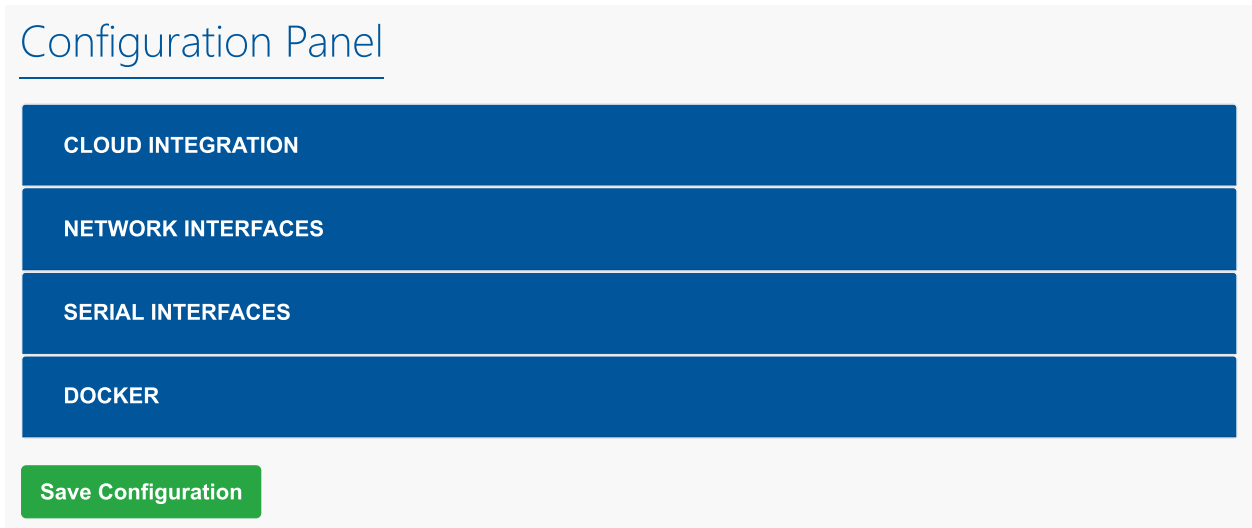 Configuration Panel
CLOUD INTEGRATION
NETWORK INTERFACES
SERIAL INTERFACES
DOCKER
Save Configuration